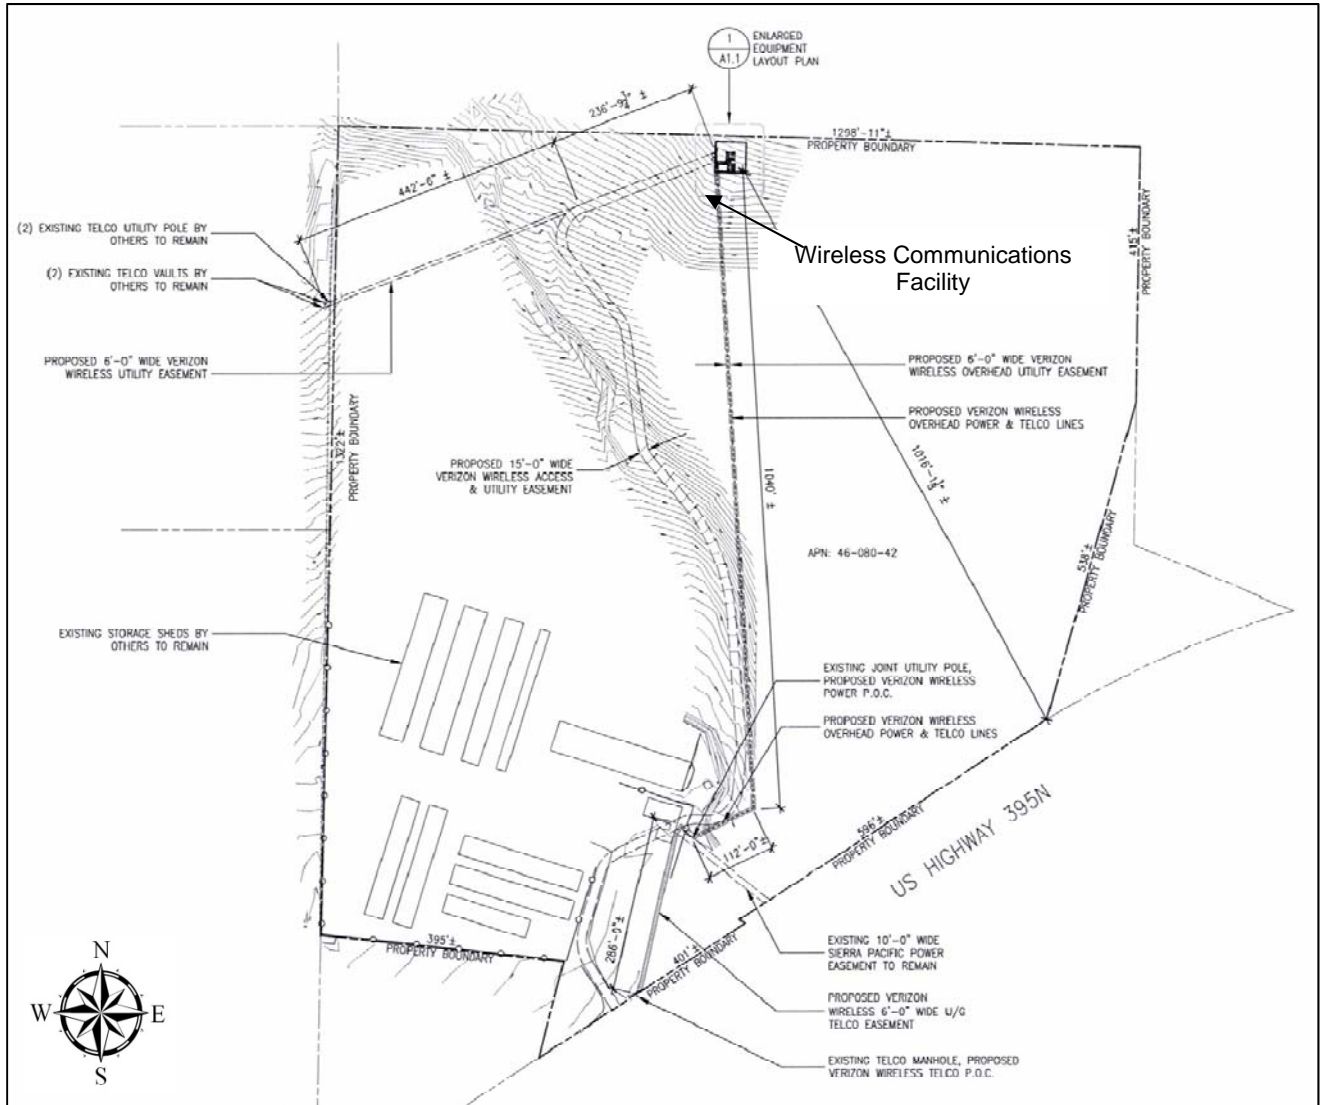 1
A1.1
ENLARGED
EQUIPMENT
LAYOUT PLAN
236'-9¾" ±
1298'-11"±
PROPERTY BOUNDARY
442'-6" ±
415'±
PROPERTY BOUNDARY
(2) EXISTING TELCO UTILITY POLE BY
OTHERS TO REMAIN
(2) EXISTING TELCO VAULTS BY
OTHERS TO REMAIN
Wireless Communications
Facility
PROPOSED 6'-0" WIDE VERIZON
WIRELESS UTILITY EASEMENT
PROPOSED 6'-0" WIDE VERIZON
WIRELESS OVERHEAD UTILITY EASEMENT
PROPOSED VERIZON WIRELESS
OVERHEAD POWER & TELCO LINES
1322'±
PROPERTY BOUNDARY
PROPOSED 15'-0" WIDE
VERIZON WIRELESS ACCESS
& UTILITY EASEMENT
1040' ±
APN: 46-080-42
538'±
PROPERTY BOUNDARY
EXISTING STORAGE SHEDS BY
OTHERS TO REMAIN
EXISTING JOINT UTILITY POLE,
PROPOSED VERIZON WIRELESS
POWER P.O.C.
PROPOSED VERIZON WIRELESS
OVERHEAD POWER & TELCO LINES
112'-0"±
596'±
PROPERTY BOUNDARY
US HIGHWAY 395N
286'-0"±
395'±
PROPERTY BOUNDARY
401'±
PROPERTY BOUNDARY
EXISTING 10'-0" WIDE
SIERRA PACIFIC POWER
EASEMENT TO REMAIN
PROPOSED VERIZON
WIRELESS 6'-0" WIDE U/G
TELCO EASEMENT
EXISTING TELCO MANHOLE, PROPOSED
VERIZON WIRELESS TELCO P.O.C.
N
W
E
S